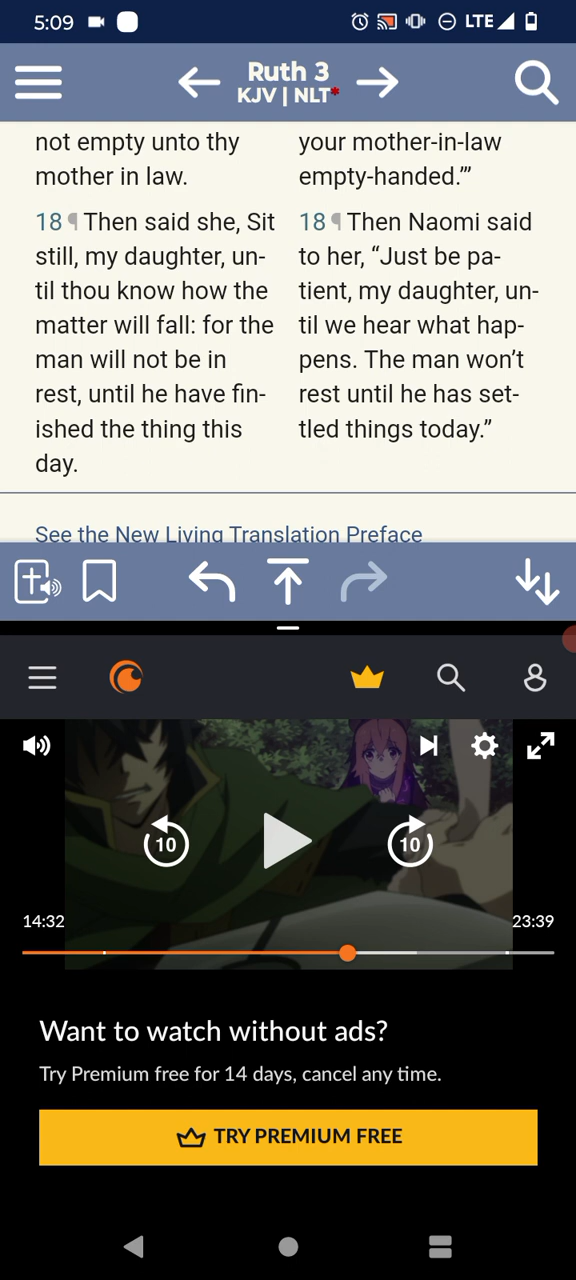 5:09
LTE
Ruth 3
KJV | NLT*
not empty unto thy
mother in law.
18 ¶ Then said she, Sit
still, my daughter, un-
til thou know how the
matter will fall: for the
man will not be in
rest, until he have fin-
ished the thing this
day.
your mother-in-law
empty-handed.’”
18 ¶ Then Naomi said
to her, “Just be pa-
tient, my daughter, un-
til we hear what hap-
pens. The man won’t
rest until he has set-
tled things today.”
See the New Living Translation Preface
10
10
14:32
23:39
Want to watch without ads?
Try Premium free for 14 days, cancel any time.
TRY PREMIUM FREE